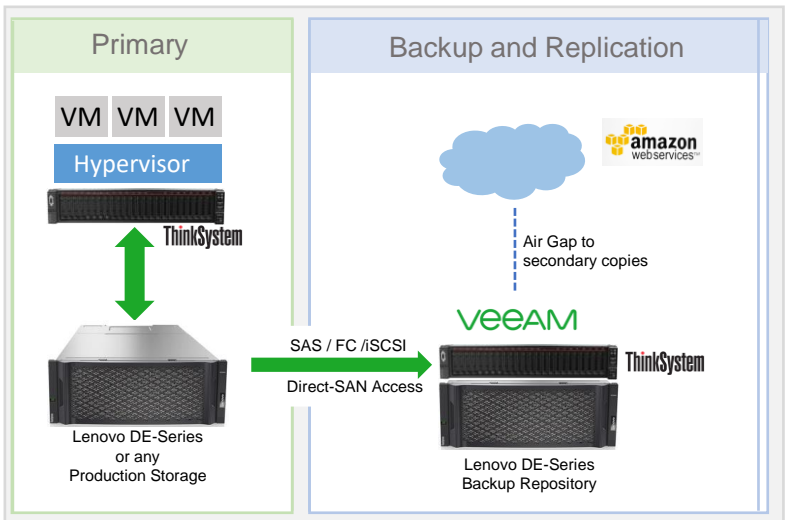 Primary
Backup and Replication
VM VM VM
Hypervisor
ThinkSystem
Lenovo DE-Series
or any
Production Storage
SAS / FC /iSCSI
Direct-SAN Access
amazon
webservices™
Air Gap to
secondary copies
veeAM
ThinkSystem
Lenovo DE-Series
Backup Repository